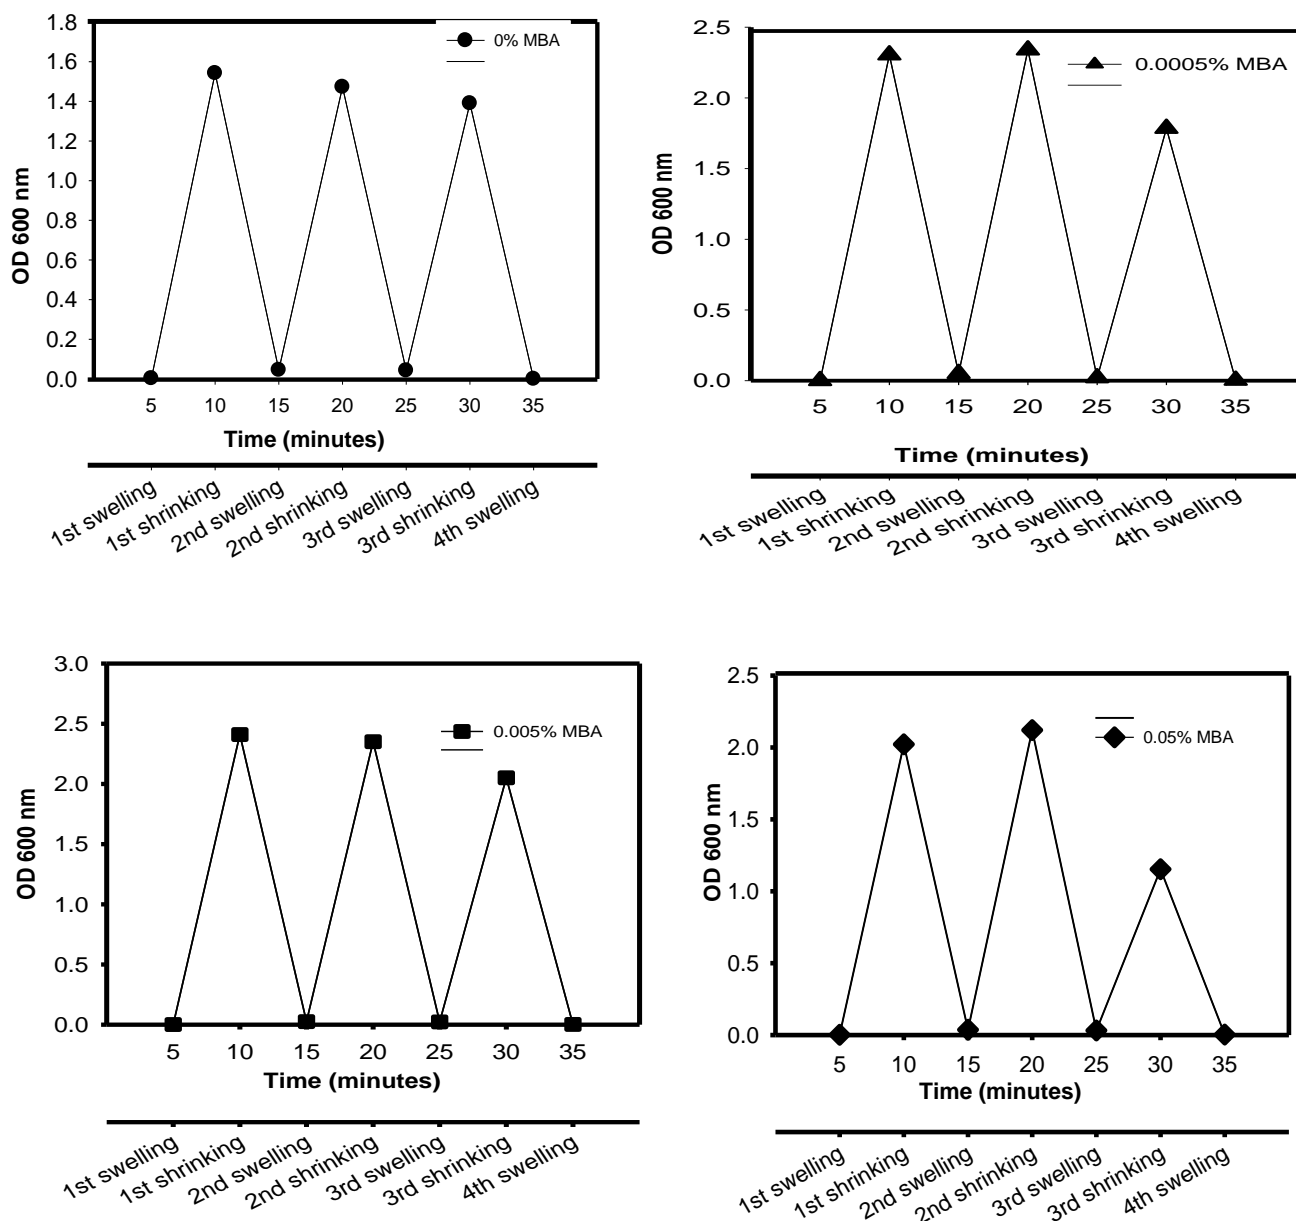 1.8
1.6
1.4
1.2
1.0
0.8
0.6
0.4
0.2
0.0
OD 600 nm
0% MBA
5 10 15 20 25 30 35
Time (minutes)
1st swelling
1st shrinking
2nd swelling
2nd shrinking
3rd swelling
3rd shrinking
4th swelling
2.5
2.0
1.5
1.0
0.5
0.0
OD 600 nm
0.0005% MBA
5 10 15 20 25 30 35
Time (minutes)
1st swelling
1st shrinking
2nd swelling
2nd shrinking
3rd swelling
3rd shrinking
4th swelling
3.0
2.5
2.0
1.5
1.0
0.5
0.0
OD 600 nm
0.005% MBA
5 10 15 20 25 30 35
Time (minutes)
1st swelling
1st shrinking
2nd swelling
2nd shrinking
3rd swelling
3rd shrinking
4th swelling
2.5
2.0
1.5
1.0
0.5
0.0
OD 600 nm
0.05% MBA
5 10 15 20 25 30 35
Time (minutes)
1st swelling
1st shrinking
2nd swelling
2nd shrinking
3rd swelling
3rd shrinking
4th swelling